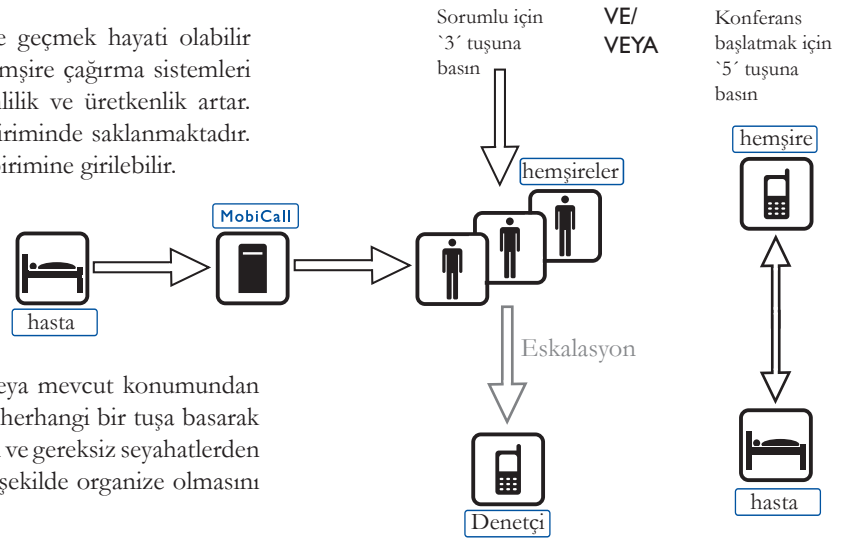 e geçmek hayati olabilir
mşire çağırma sistemleri
lilik ve üretkenlik artar.
iriminde saklanmaktadır.
birimine girilebilir.
Sorumlu için
`3´ tuşuna
basın
VE/
VEYA
Konferans
başlatmak için
`5´ tuşuna
basın
hemşire
hemşireler
MobiCall
hasta
Eskalasyon
eya mevcut konumundan
herhangi bir tuşa basarak
ve gereksiz seyahatlerden
şekilde organize olmasını
Denetçi
hasta